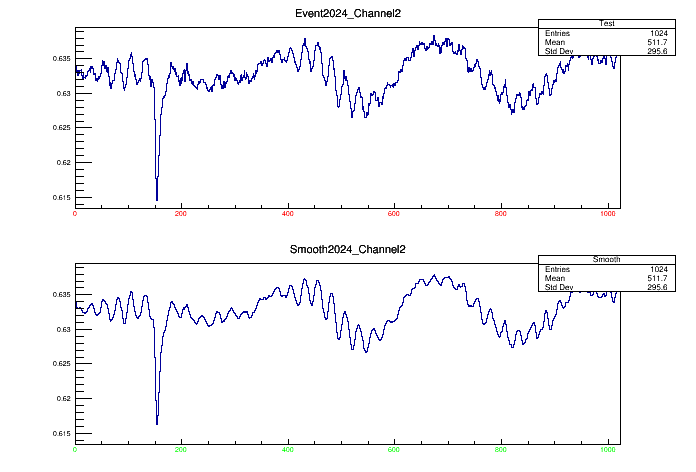 Event2024_Channel2
Test
Entries 1024
Mean 511.7
Std Dev 295.6
0.635
0.63
0.625
0.62
0.615
0 200 400 600 800 1000
Smooth2024_Channel2
Smooth
Entries 1024
Mean 511.7
Std Dev 295.6
0.635
0.63
0.625
0.62
0.615
0 200 400 600 800 1000